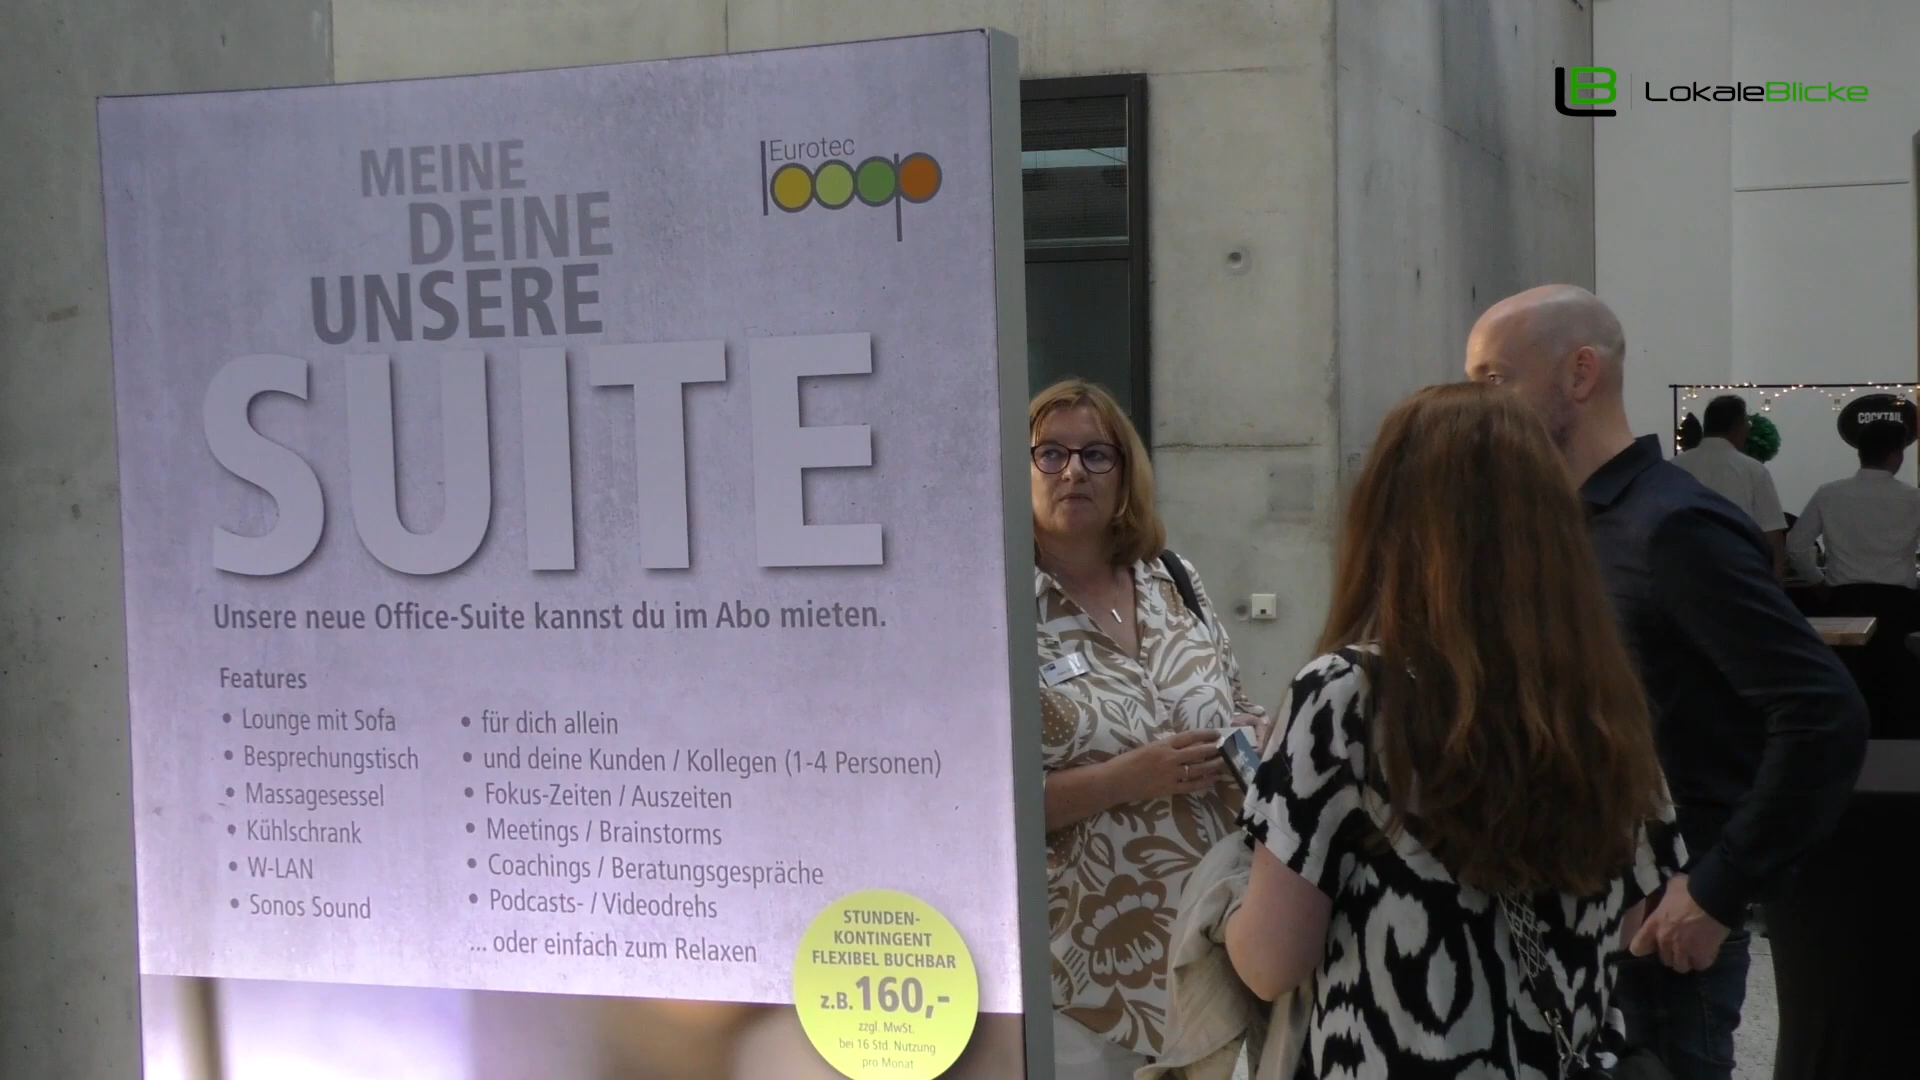 LB | LokaleBlicke
Eurotec
loop
MEINE
DEINE
UNSERE
SUITE
Unsere neue Office-Suite kannst du im Abo mieten.
Features
• Lounge mit Sofa
• Besprechungstisch
• Massagesessel
• Kühlschrank
• W-LAN
• Sonos Sound
• für dich allein
• und deine Kunden / Kollegen (1-4 Personen)
• Fokus-Zeiten / Auszeiten
• Meetings / Brainstorms
• Coachings / Beratungsgespräche
• Podcasts- / Videodrehs
... oder einfach zum Relaxen
STUNDEN-
KONTINGENT
FLEXIBEL BUCHBAR
z.B. 160,-
zzgl. MwSt.
bei 16 Std. Nutzung
pro Monat
COCKTAIL